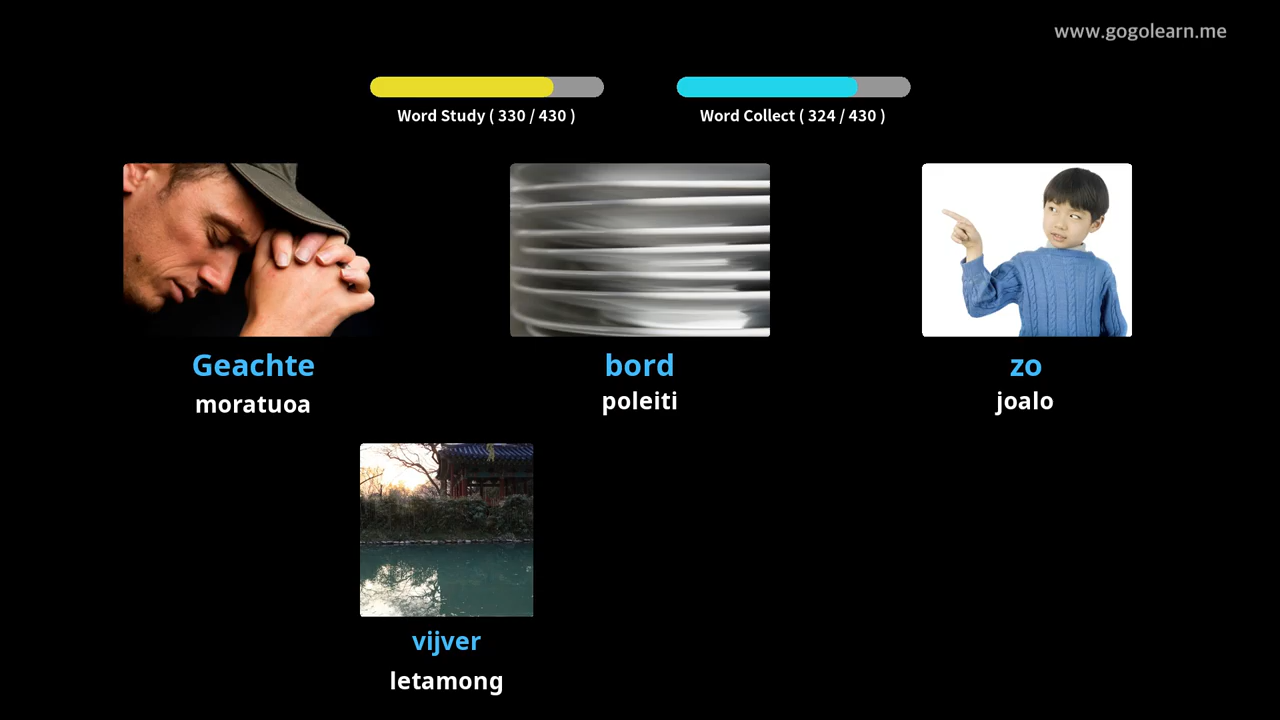 www.gogolearn.me
Word Study ( 330 / 430 )
Word Collect ( 324 / 430 )
Geachte
moratuoa
bord
poleiti
zo
joalo
vijver
letamong